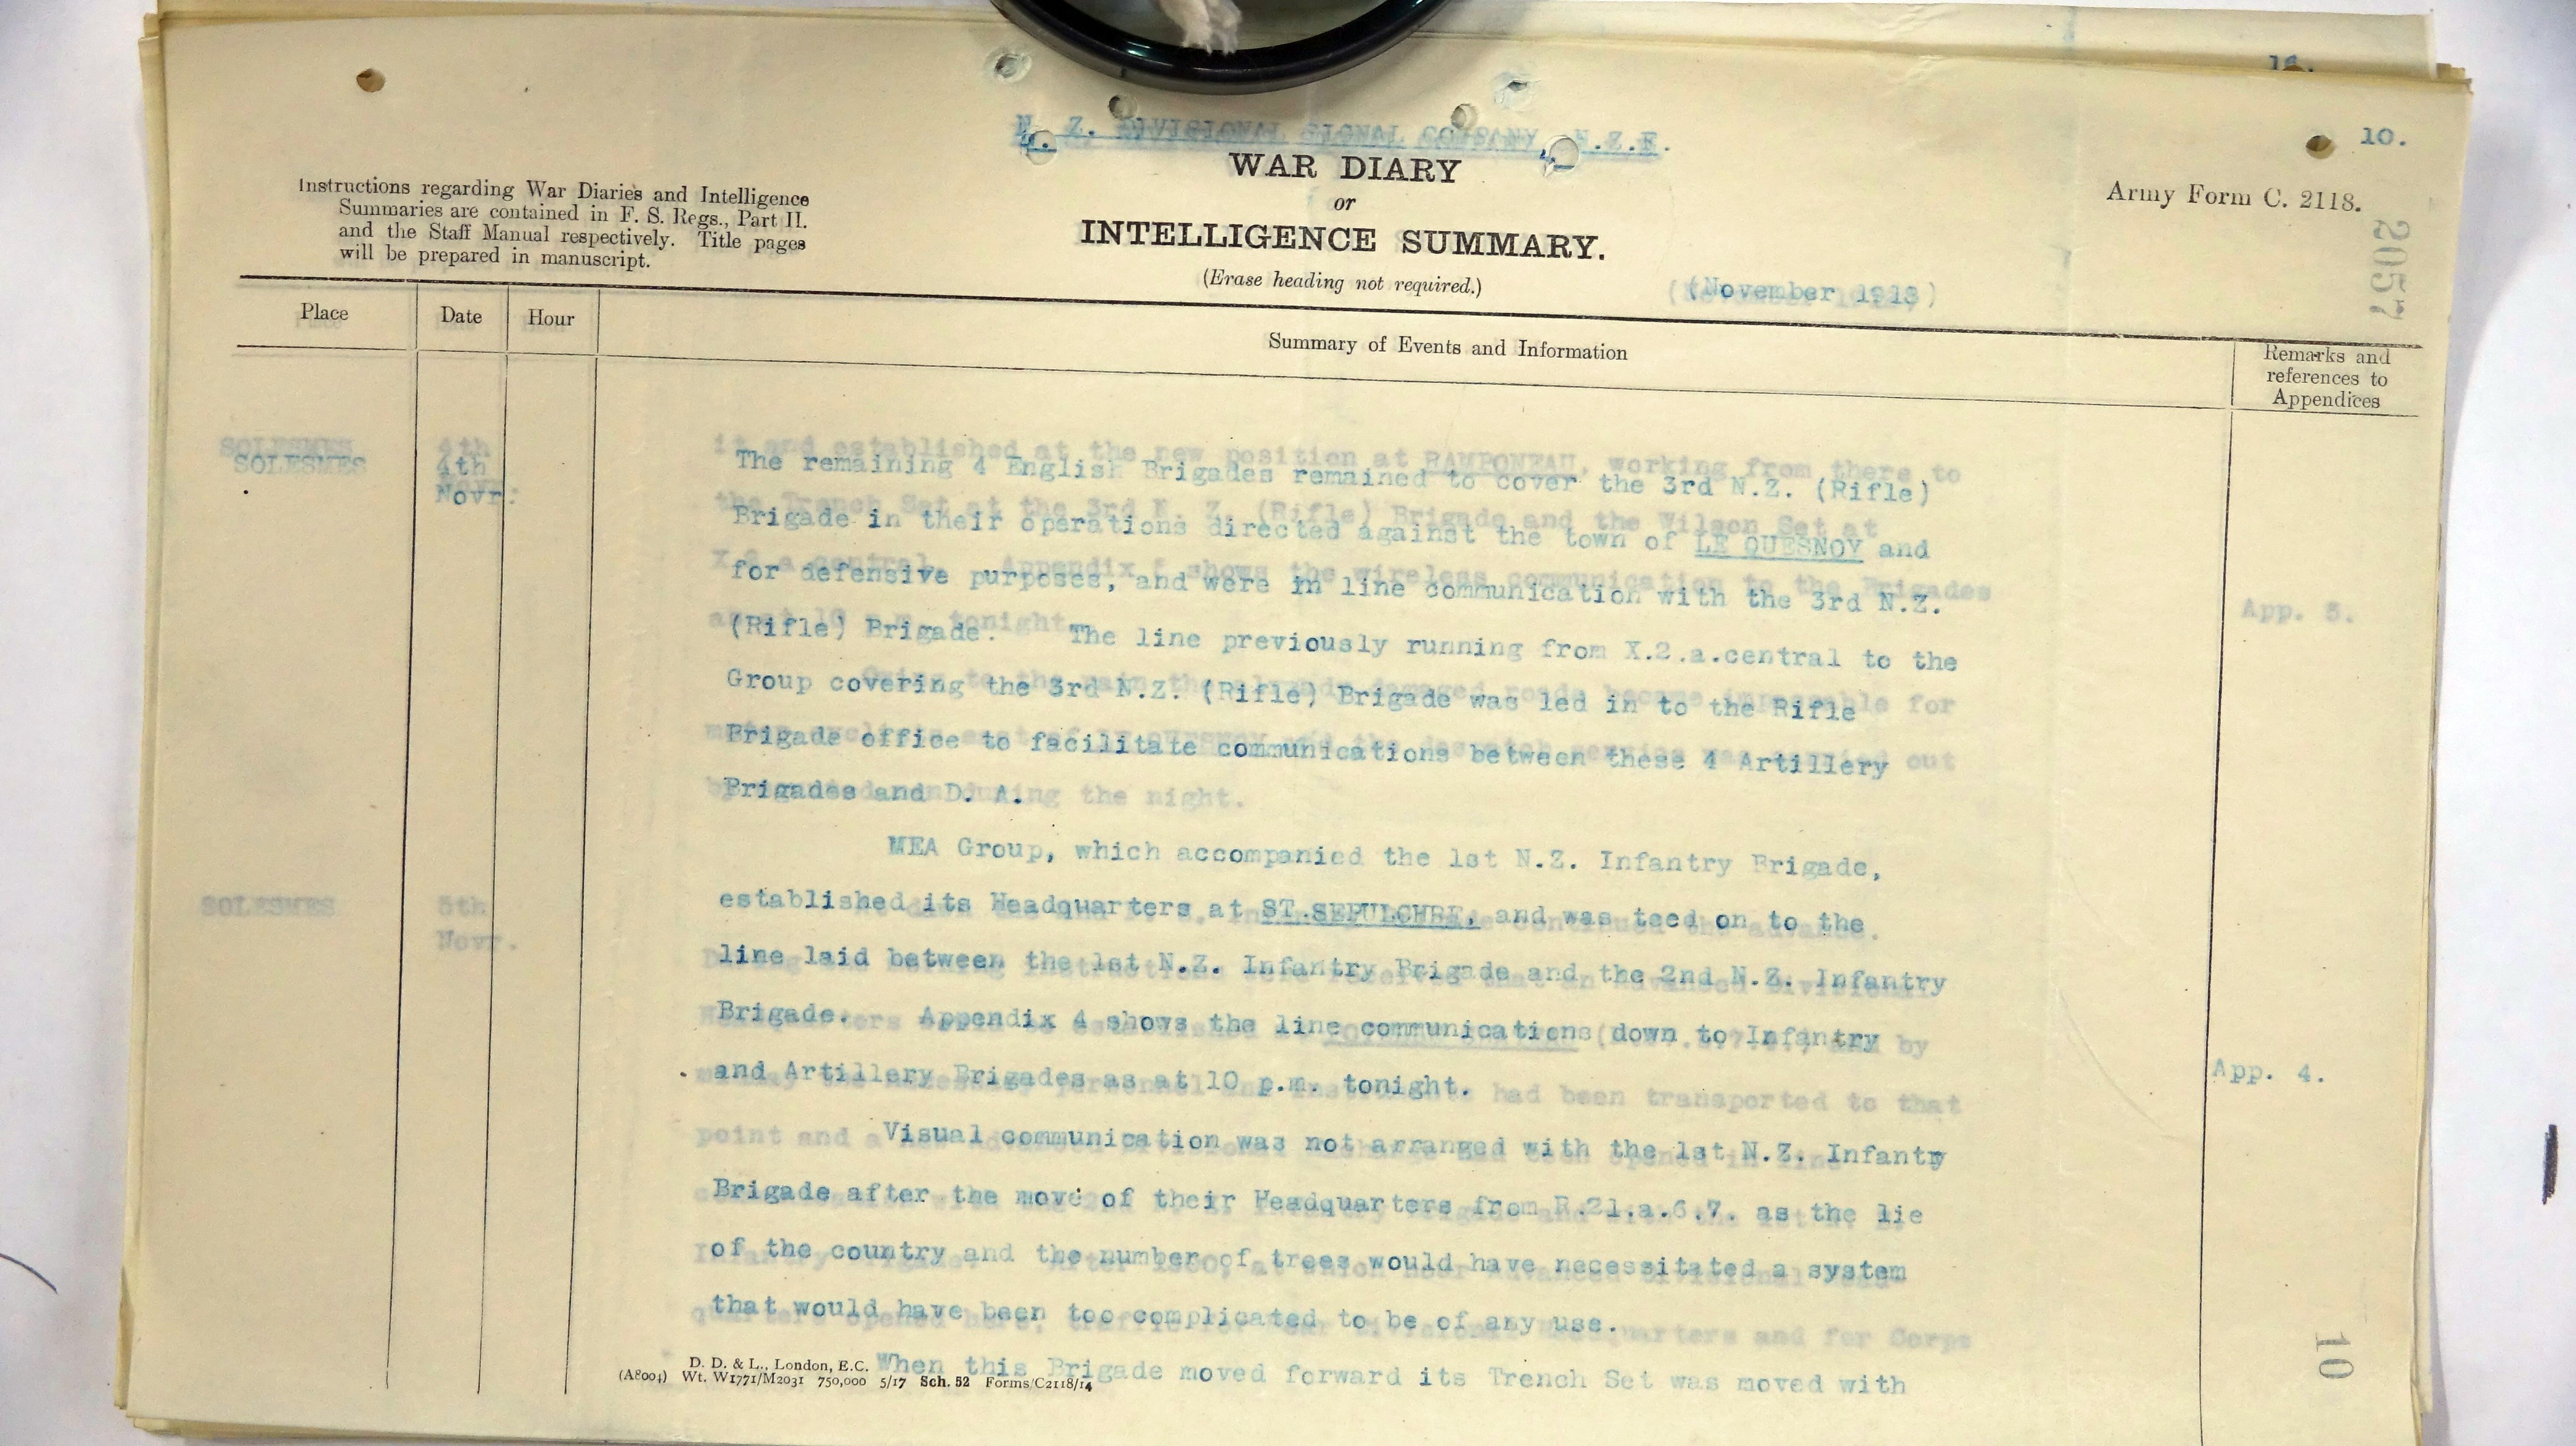 10.
N. Z. DIVISIONAL SIGNAL COMPANY, N.Z.E.
WAR DIARY
or
INTELLIGENCE SUMMARY.
(Erase heading not required.)
Instructions regarding War Diaries and Intelligence
Summaries are contained in F. S. Regs., Part II.
and the Staff Manual respectively. Title pages
will be prepared in manuscript.
Army Form C. 2118.
2057
(November 1918)
Place
Date
Hour
Summary of Events and Information
Remarks and
references to
Appendices
SOLESMES
4th
Novr:
The remaining 4 English Brigades remained to cover the 3rd N.Z. (Rifle)
Brigade in their operations directed against the town of LE QUESNOY and
for defensive purposes, and were in line communication with the 3rd N.Z.
(Rifle) Brigade. The line previously running from X.2.a.central to the
Group covering the 3rd N.Z. (Rifle) Brigade was led in to the Rifle
Brigade office to facilitate communications between these 4 Artillery
Brigades and D. A.
MEA Group, which accompanied the 1st N.Z. Infantry Brigade,
established its Headquarters at ST.SEPULCHRE, and was teed on to the
line laid between the 1st N.Z. Infantry Brigade and the 2nd N.Z. Infantry
Brigade. Appendix 4 shows the line communications (down to Infantry
and Artillery Brigades as at 10 p.m. tonight.
App. 4.
Visual communication was not arranged with the 1st N.Z. Infantry
Brigade after the move of their Headquarters from R.21.a.6.7. as the lie
of the country and the number of trees would have necessitated a system
that would have been too complicated to be of any use.
When this Brigade moved forward its Trench Set was moved with
D. D. & L., London, E.C.
(A8004) Wt. W1771/M2031 750,000 5/17 Sch. 52 Forms/C2118/14
10
SOLESMES
5th
Novr.
App. 5.